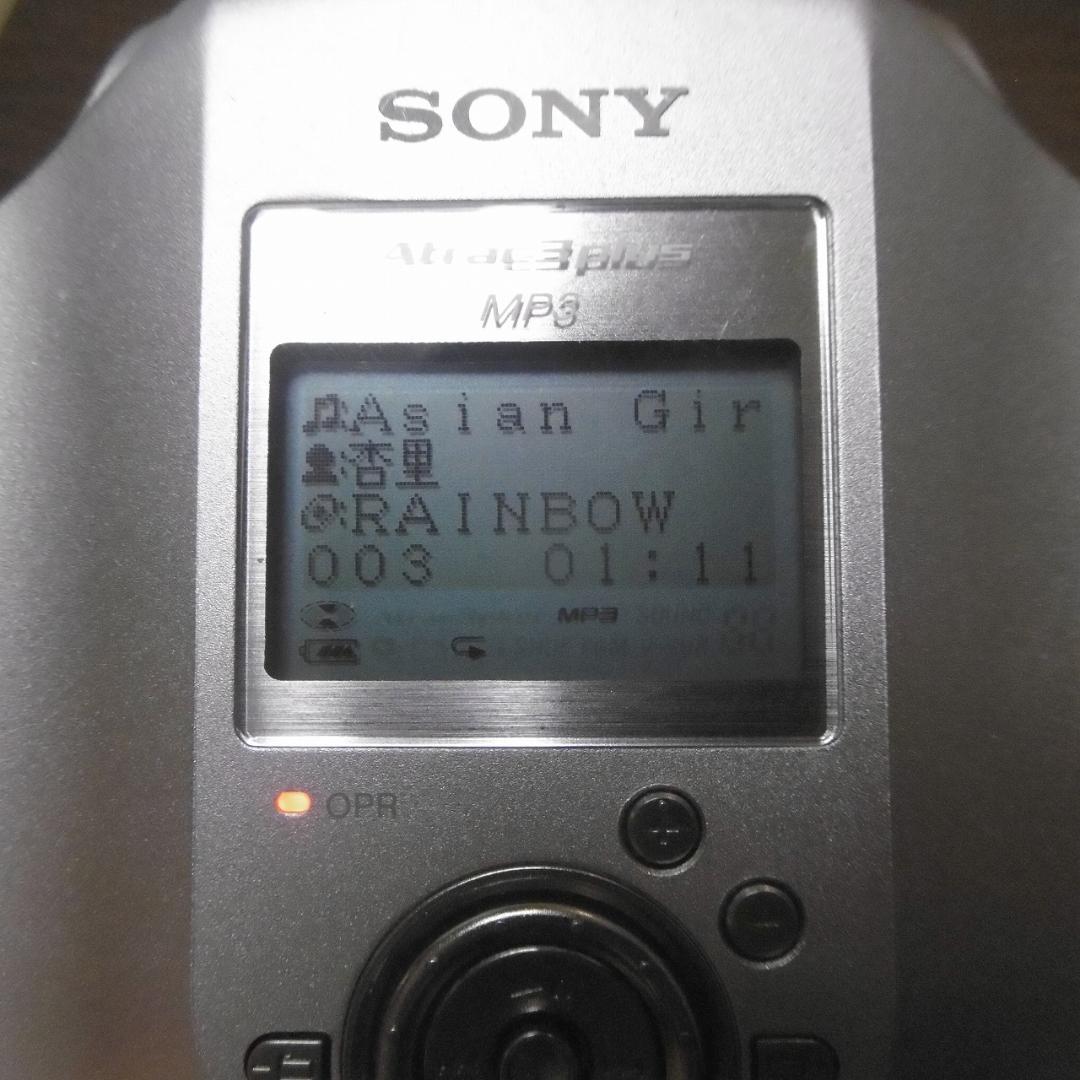 SONY
Atrac3plus
MP3
Asian Gir
:杏里
:RAINBOW
003 01:11
MP3
OPR
+
−